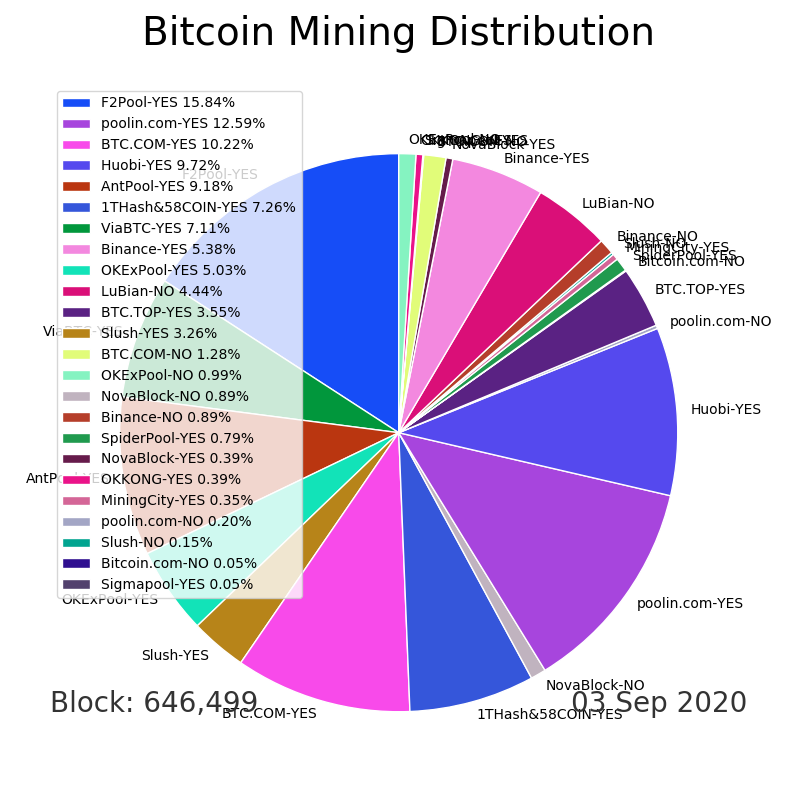 Bitcoin Mining Distribution
F2Pool-YES 15.84%
poolin.com-YES 12.59%
BTC.COM-YES 10.22%
Huobi-YES 9.72%
AntPool-YES 9.18%
1THash&58COIN-YES 7.26%
ViaBTC-YES 7.11%
Binance-YES 5.38%
OKExPool-YES 5.03%
LuBian-NO 4.44%
BTC.TOP-YES 3.55%
Slush-YES 3.26%
BTC.COM-NO 1.28%
OKExPool-NO 0.99%
NovaBlock-NO 0.89%
Binance-NO 0.89%
SpiderPool-YES 0.79%
NovaBlock-YES 0.39%
OKKONG-YES 0.39%
MiningCity-YES 0.35%
poolin.com-NO 0.20%
Slush-NO 0.15%
Bitcoin.com-NO 0.05%
Sigmapool-YES 0.05%
F2Pool-YES
ViaBTC-YES
AntPool-YES
OKExPool-YES
Slush-YES
BTC.COM-YES
1THash&58COIN-YES
NovaBlock-NO
poolin.com-YES
Huobi-YES
poolin.com-NO
BTC.TOP-YES
Bitcoin.com-NO
SpiderPool-YES
MiningCity-YES
Slush-NO
Binance-NO
LuBian-NO
Binance-YES
NovaBlock-YES
OKExPool-NO
Block: 646,499
03 Sep 2020